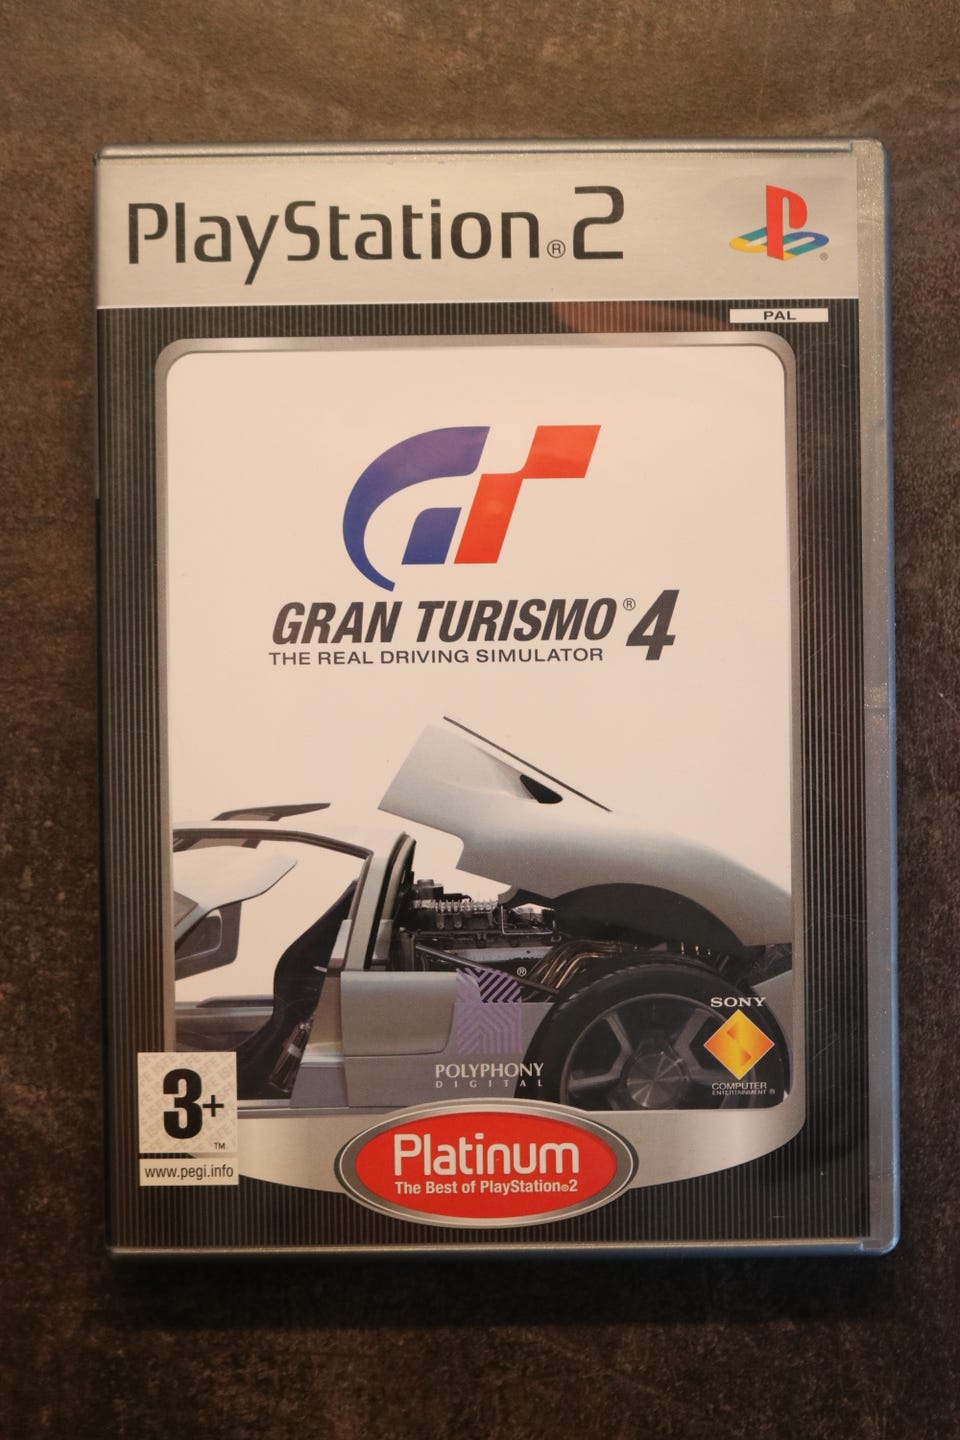 PlayStation®2
®
PAL
GRAN TURISMO®4
THE REAL DRIVING SIMULATOR
®
POLYPHONY
DIGITAL
SONY
COMPUTER
ENTERTAINMENT®
3+
TM
www.pegi.info
Platinum
The Best of PlayStation®2